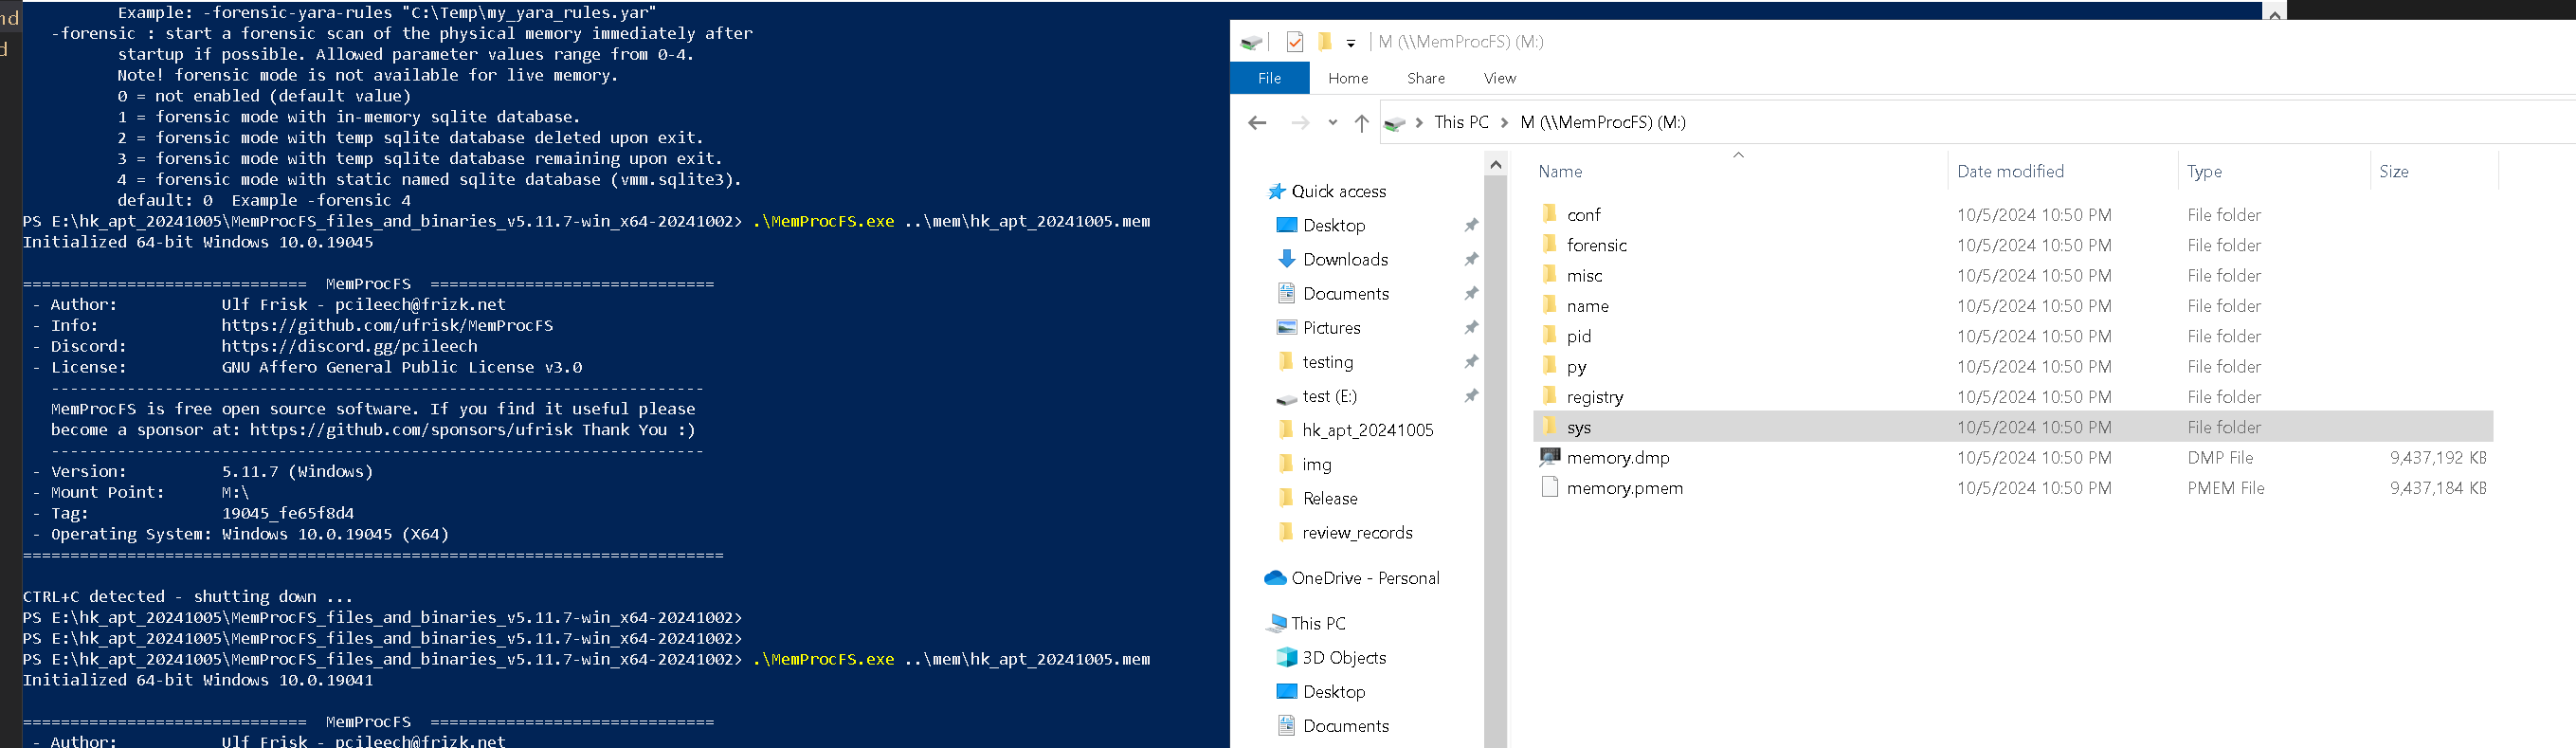 nd
d
Example: -forensic-yara-rules "C:\Temp\my_yara_rules.yar"
-forensic : start a forensic scan of the physical memory immediately after
startup if possible. Allowed parameter values range from 0-4.
Note! forensic mode is not available for live memory.
0 = not enabled (default value)
1 = forensic mode with in-memory sqlite database.
2 = forensic mode with temp sqlite database deleted upon exit.
3 = forensic mode with temp sqlite database remaining upon exit.
4 = forensic mode with static named sqlite database (vmm.sqlite3).
default: 0  Example -forensic 4
PS E:\hk_apt_20241005\MemProcFS_files_and_binaries_v5.11.7-win_x64-20241002> .\MemProcFS.exe ..\mem\hk_apt_20241005.mem
Initialized 64-bit Windows 10.0.19045
============================== MemProcFS ==============================
- Author: Ulf Frisk - pcileech@frizk.net
- Info: https://github.com/ufrisk/MemProcFS
- Discord: https://discord.gg/pcileech
- License: GNU Affero General Public License v3.0
---------------------------------------------------------------------
MemProcFS is free open source software. If you find it useful please
become a sponsor at: https://github.com/sponsors/ufrisk Thank You :)
---------------------------------------------------------------------
- Version: 5.11.7 (Windows)
- Mount Point: M:\
- Tag: 19045_fe65f8d4
- Operating System: Windows 10.0.19045 (X64)
==========================================================================
CTRL+C detected - shutting down ...
PS E:\hk_apt_20241005\MemProcFS_files_and_binaries_v5.11.7-win_x64-20241002>
PS E:\hk_apt_20241005\MemProcFS_files_and_binaries_v5.11.7-win_x64-20241002>
PS E:\hk_apt_20241005\MemProcFS_files_and_binaries_v5.11.7-win_x64-20241002> .\MemProcFS.exe ..\mem\hk_apt_20241005.mem
Initialized 64-bit Windows 10.0.19041
============================== MemProcFS ==============================
- Author: Ulf Frisk - pcileech@frizk.net
M (\\MemProcFS) (M:)
File Home Share View
This PC > M (\\MemProcFS) (M:)
Quick access
Desktop
Downloads
Documents
Pictures
testing
test (E:)
hk_apt_20241005
img
Release
review_records
OneDrive - Personal
This PC
3D Objects
Desktop
Documents
Name Date modified Type Size
conf 10/5/2024 10:50 PM File folder
forensic 10/5/2024 10:50 PM File folder
misc 10/5/2024 10:50 PM File folder
name 10/5/2024 10:50 PM File folder
pid 10/5/2024 10:50 PM File folder
py 10/5/2024 10:50 PM File folder
registry 10/5/2024 10:50 PM File folder
sys 10/5/2024 10:50 PM File folder
memory.dmp 10/5/2024 10:50 PM DMP File 9,437,192 KB
memory.pmem 10/5/2024 10:50 PM PMEM File 9,437,184 KB